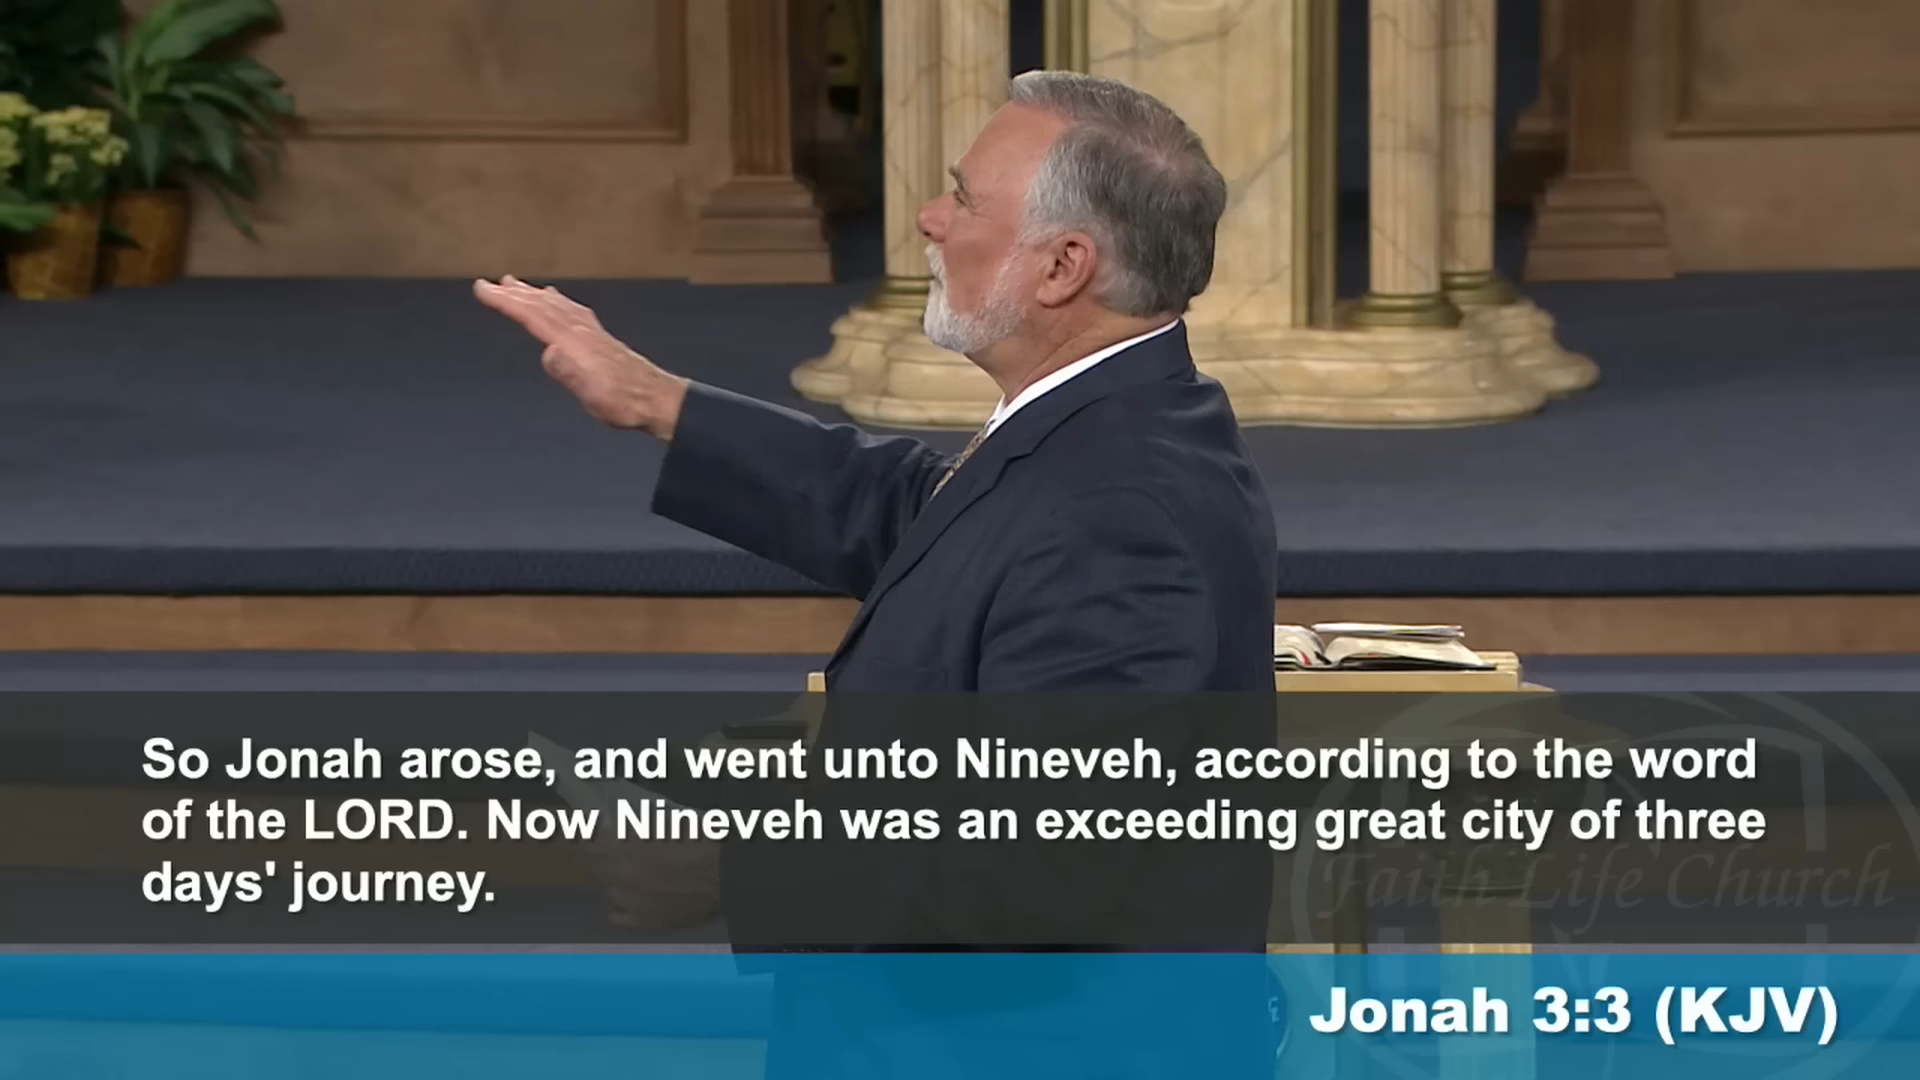 So Jonah arose, and went unto Nineveh, according to the word
of the LORD. Now Nineveh was an exceeding great city of three
days' journey.
Faith Life Church
Jonah 3:3 (KJV)